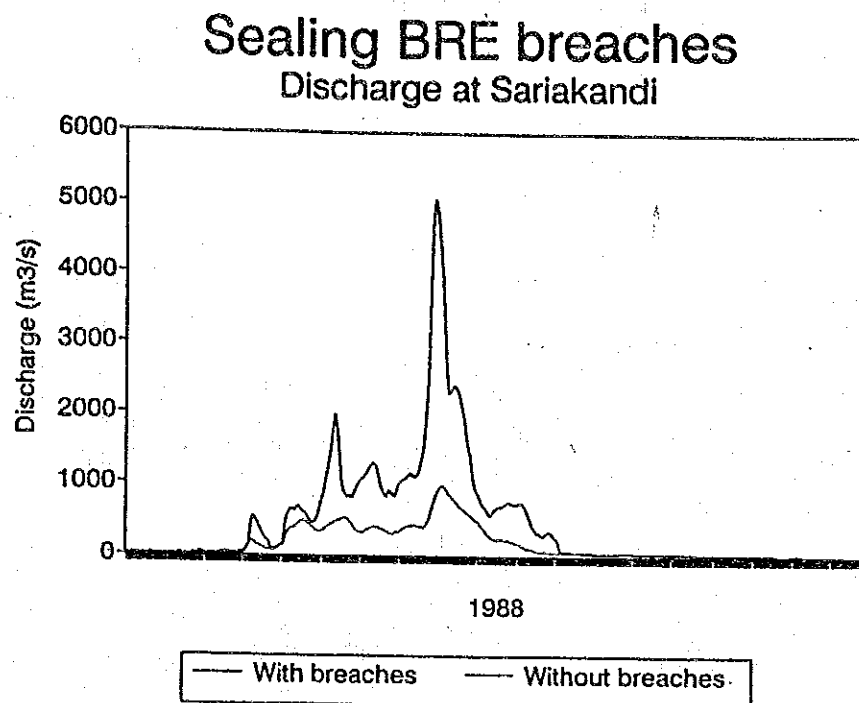 Sealing BRE breaches
Discharge at Sariakandi
6000
5000
4000
3000
2000
1000
0
Discharge (m3/s)
1988
With breaches
Without breaches